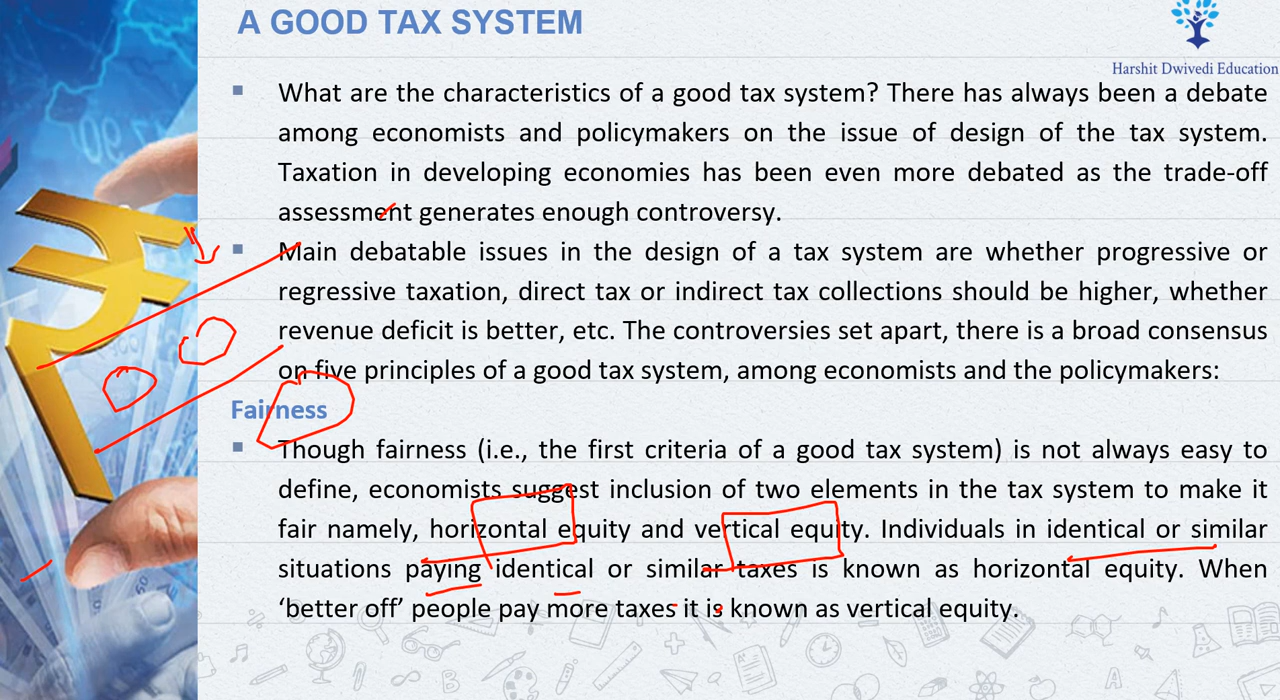 A GOOD TAX SYSTEM
Harshit Dwivedi Education
What are the characteristics of a good tax system? There has always been a debate
among economists and policymakers on the issue of design of the tax system.
Taxation in developing economies has been even more debated as the trade-off
assessment generates enough controversy.
Main debatable issues in the design of a tax system are whether progressive or
regressive taxation, direct tax or indirect tax collections should be higher, whether
revenue deficit is better, etc. The controversies set apart, there is a broad consensus
on five principles of a good tax system, among economists and the policymakers:
Fairness
Though fairness (i.e., the first criteria of a good tax system) is not always easy to
define, economists suggest inclusion of two elements in the tax system to make it
fair namely, horizontal equity and vertical equity. Individuals in identical or similar
situations paying identical or similar taxes is known as horizontal equity. When
‘better off’ people pay more taxes it is known as vertical equity.